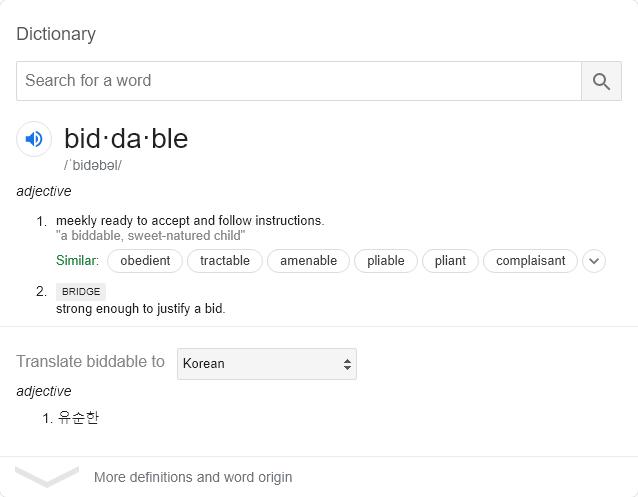 Dictionary
Search for a word
bid·da·ble
/ˈbidəbəl/
adjective
1. meekly ready to accept and follow instructions.
"a biddable, sweet-natured child"
Similar: obedient tractable amenable pliable pliant complaisant
2. BRIDGE
strong enough to justify a bid.
Translate biddable to Korean
adjective
1. 유순한
More definitions and word origin